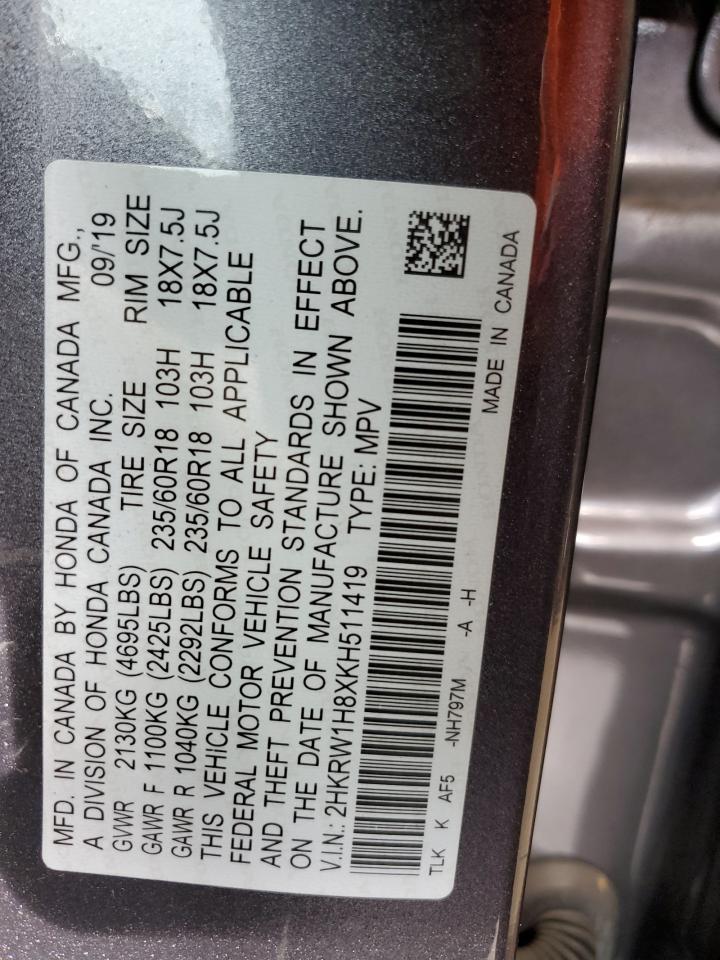 MFD. IN CANADA BY HONDA OF CANADA MFG.,
A DIVISION OF HONDA CANADA INC. 09/'19
GVWR 2130KG (4695LBS) TIRE SIZE RIM SIZE
GAWR F 1100KG (2425LBS) 235/60R18 103H 18X7.5J
GAWR R 1040KG (2292LBS) 235/60R18 103H 18X7.5J
THIS VEHICLE CONFORMS TO ALL APPLICABLE
FEDERAL MOTOR VEHICLE SAFETY
AND THEFT PREVENTION STANDARDS IN EFFECT
ON THE DATE OF MANUFACTURE SHOWN ABOVE.
V.I.N.: 2HKRW1H8XKH511419 TYPE: MPV
TLK K AF5 -NH797M -A -H MADE IN CANADA